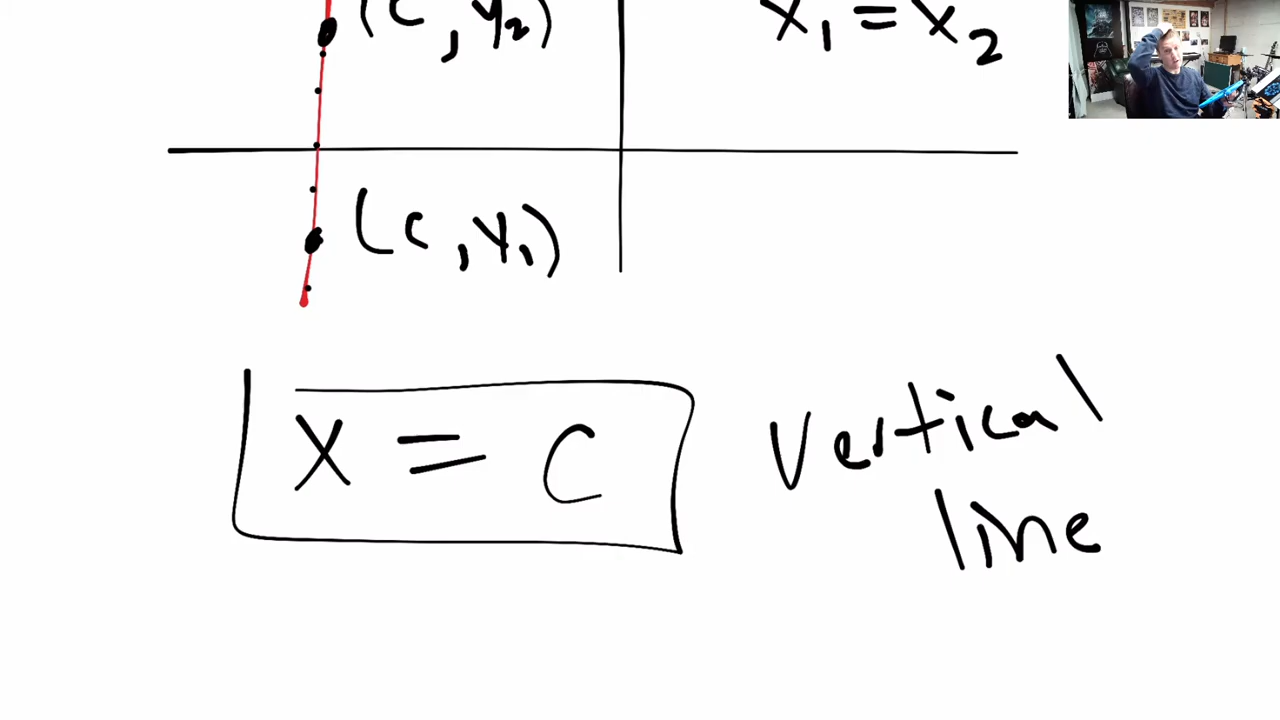 (c, y₂)
x₁ = x₂
(c, y₁)
x = c
vertical
line